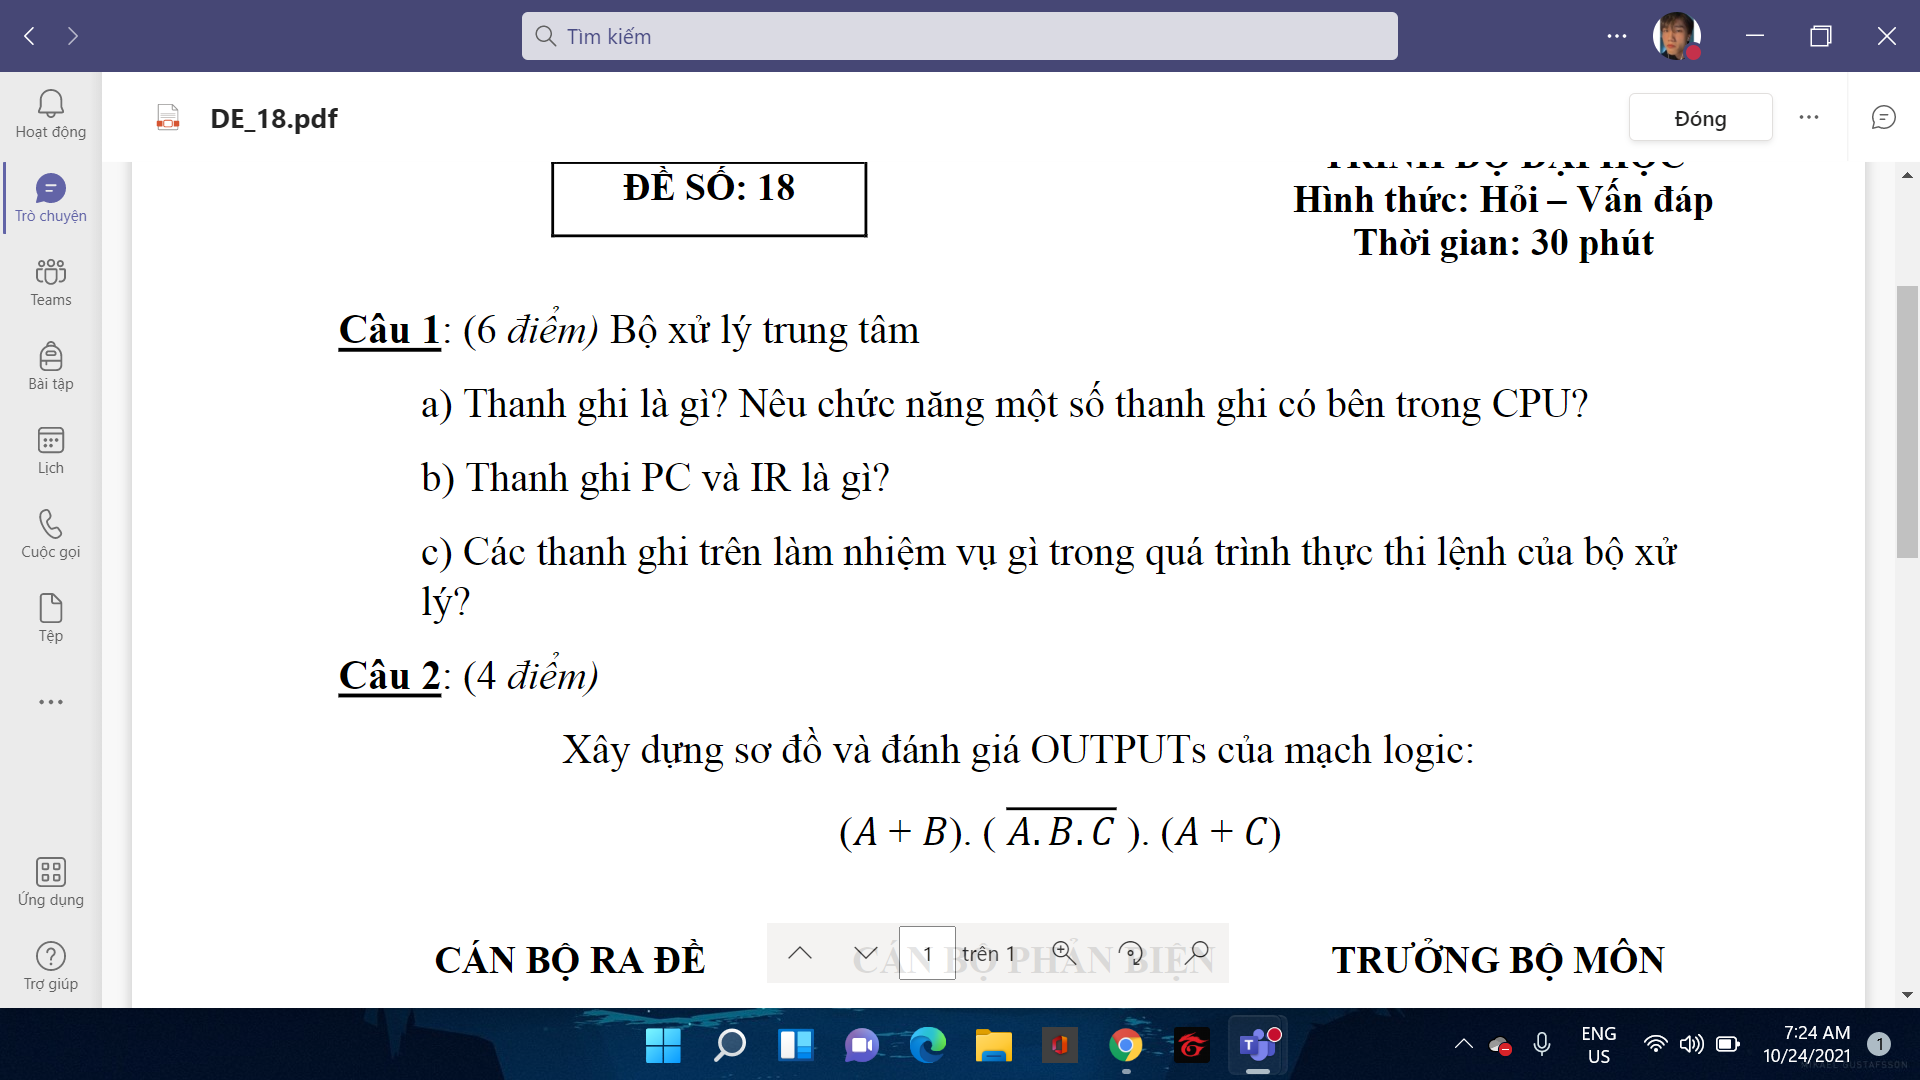 Tìm kiếm
DE_18.pdf
Đóng
Hoạt động
Trò chuyện
Teams
Bài tập
Lịch
Cuộc gọi
Tệp
Ứng dụng
Trợ giúp
TRÌNH ĐỘ ĐẠI HỌC
ĐỀ SỐ: 18
Hình thức: Hỏi – Vấn đáp
Thời gian: 30 phút
Câu 1: (6 điểm) Bộ xử lý trung tâm
a) Thanh ghi là gì? Nêu chức năng một số thanh ghi có bên trong CPU?
b) Thanh ghi PC và IR là gì?
c) Các thanh ghi trên làm nhiệm vụ gì trong quá trình thực thi lệnh của bộ xử
lý?
Câu 2: (4 điểm)
Xây dựng sơ đồ và đánh giá OUTPUTs của mạch logic:
(A + B). ( \overline{A.B.C} ). (A + C)
CÁN BỘ RA ĐỀ CÁN BỘ PHẢN BIỆN TRƯỞNG BỘ MÔN
1 trên 1
ENG
US
7:24 AM
10/24/2021
1
MIKAEL GUSTAFSSON